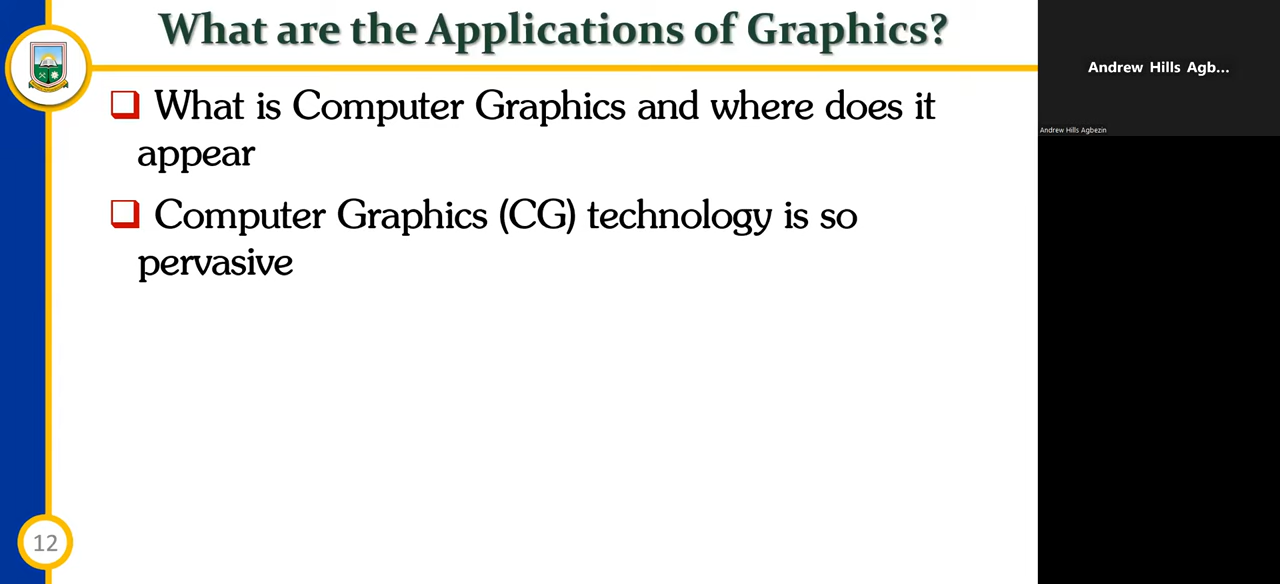 What are the Applications of Graphics?
What is Computer Graphics and where does it
appear
Computer Graphics (CG) technology is so
pervasive
12
Andrew Hills Agb...
Andrew Hills Agbezin